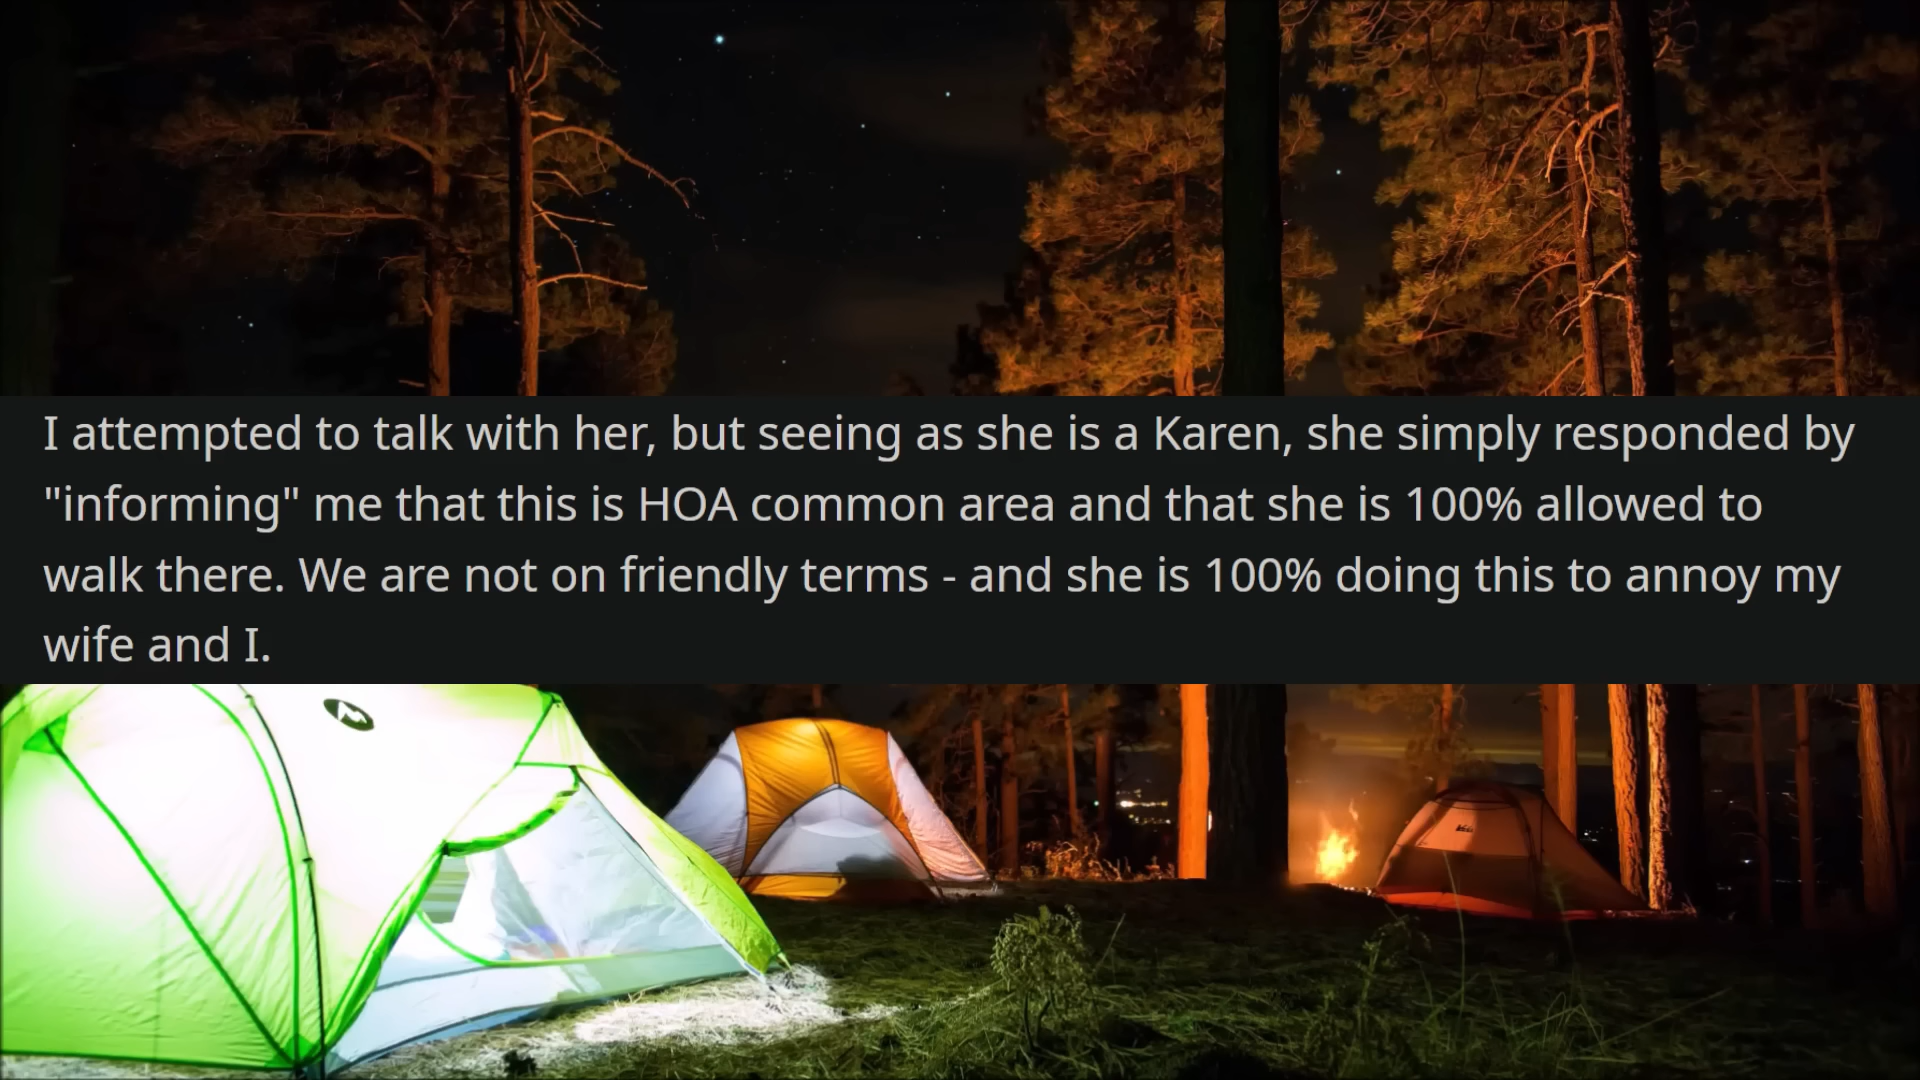 I attempted to talk with her, but seeing as she is a Karen, she simply responded by
"informing" me that this is HOA common area and that she is 100% allowed to
walk there. We are not on friendly terms - and she is 100% doing this to annoy my
wife and I.